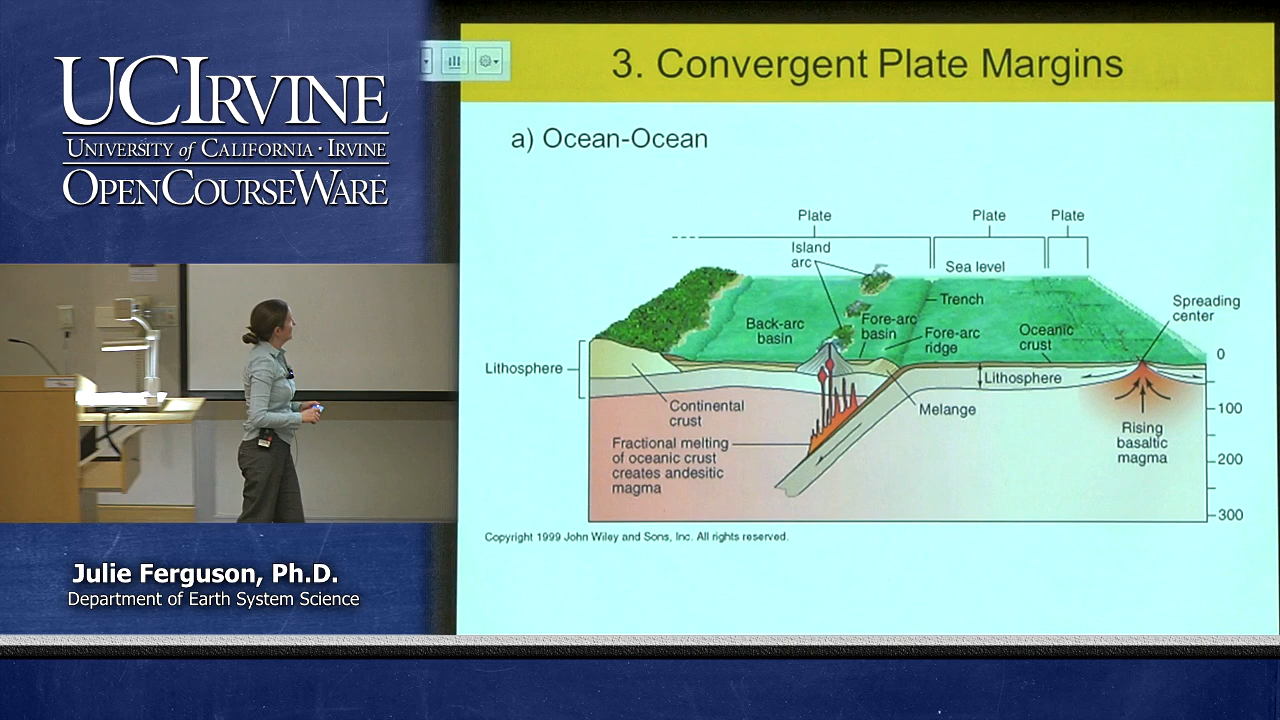 UCIRVINE
UNIVERSITY of CALIFORNIA · IRVINE
OPENCOURSEWARE
3. Convergent Plate Margins
a) Ocean-Ocean
Plate
Plate
Plate
Island
arc
Sea level
Trench
Spreading
center
Back-arc
basin
Fore-arc
basin
Fore-arc
ridge
Oceanic
crust
0
Lithosphere
Lithosphere
Continental
crust
Melange
100
Fractional melting
of oceanic crust
creates andesitic
magma
Rising
basaltic
magma
200
300
Copyright 1999 John Wiley and Sons, Inc. All rights reserved.
Julie Ferguson, Ph.D.
Department of Earth System Science